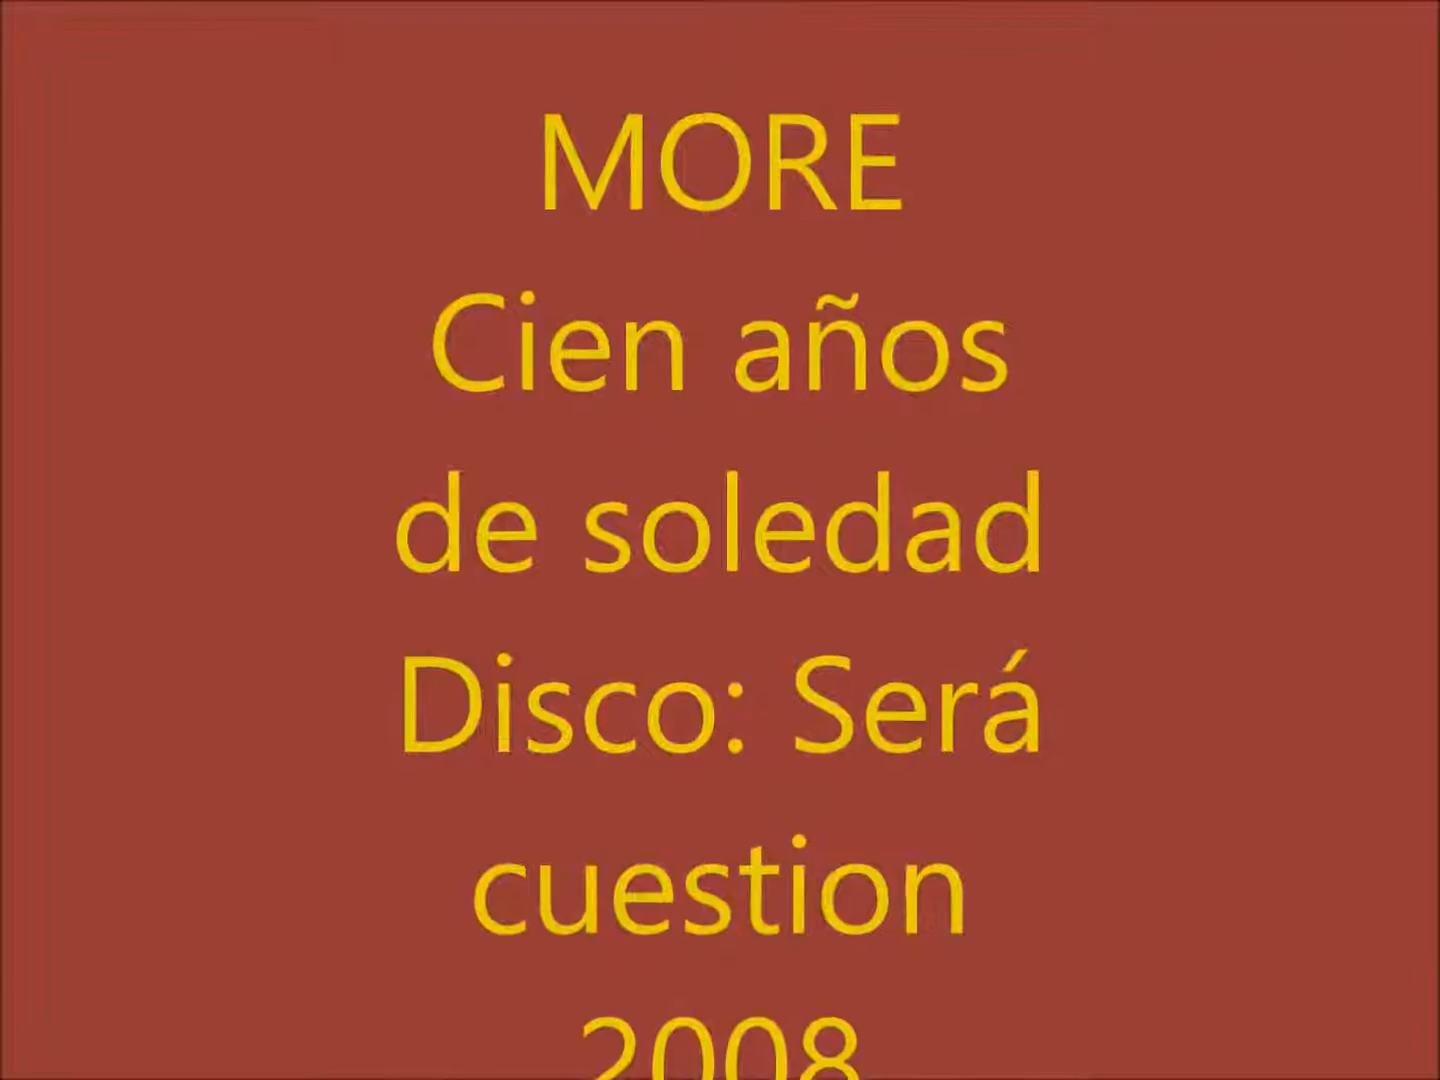 MORE
Cien años
de soledad
Disco: Será
cuestion
2008